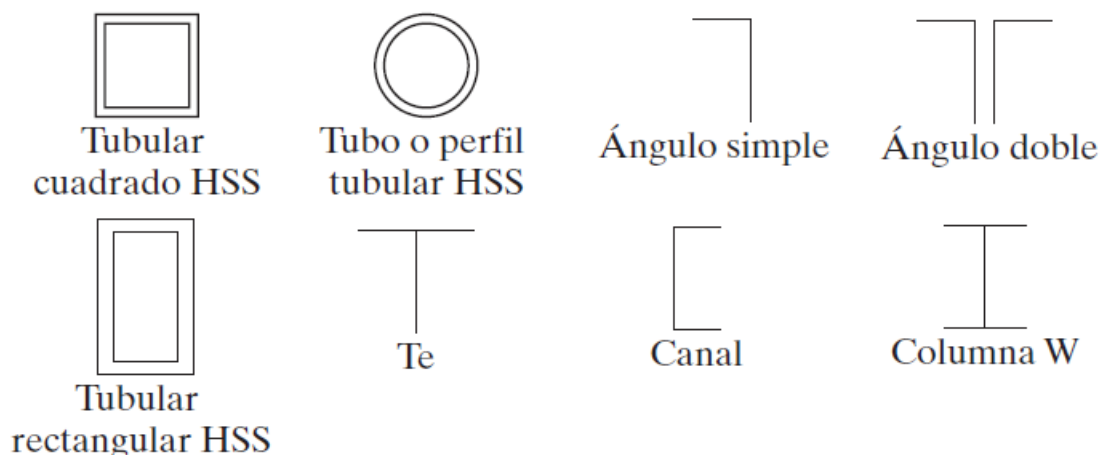 Tubular
cuadrado HSS
Tubo o perfil
tubular HSS
Ángulo simple
Ángulo doble
Tubular
rectangular HSS
Te
Canal
Columna W